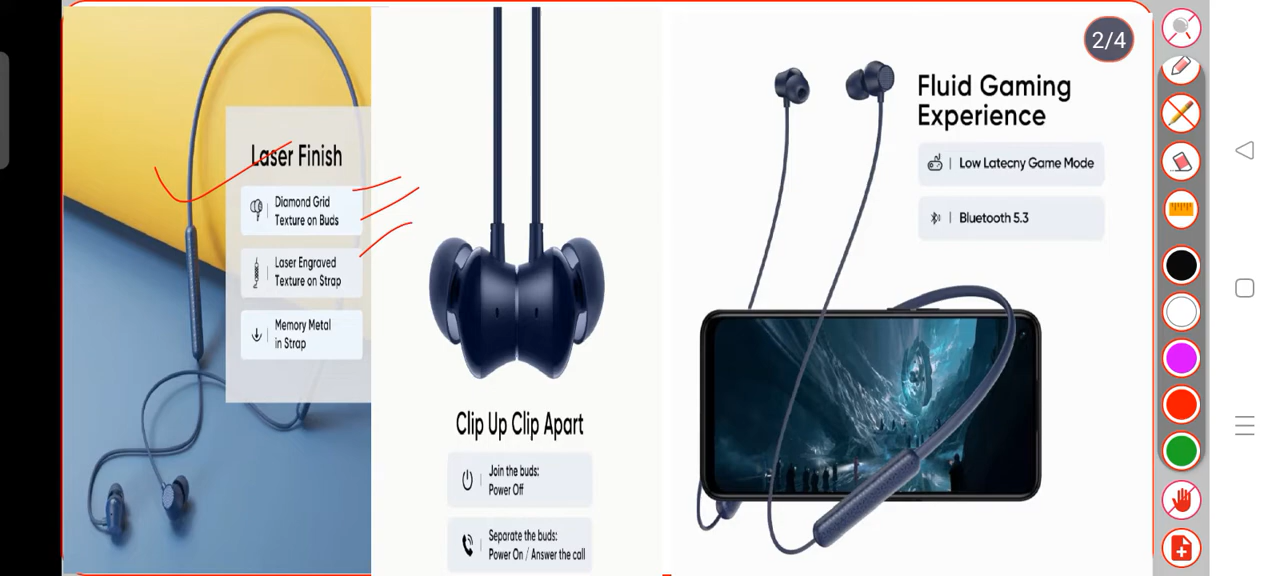 Laser Finish
Diamond Grid
Texture on Buds
Laser Engraved
Texture on Strap
Memory Metal
in Strap
Clip Up Clip Apart
Join the buds:
Power Off
Separate the buds:
Power On / Answer the call
2/4
Fluid Gaming
Experience
Low Latecny Game Mode
Bluetooth 5.3